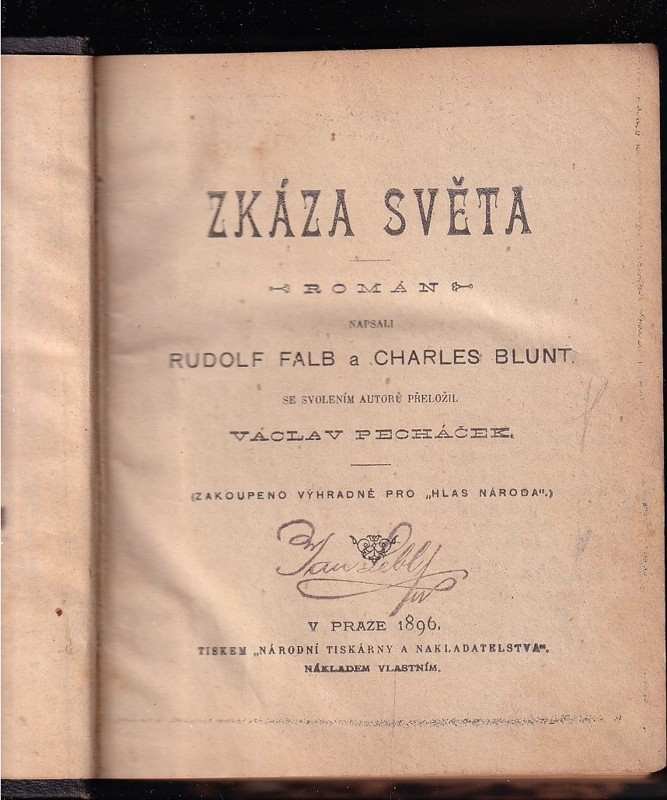 ZKÁZA SVĚTA
ROMÁN
NAPSALI
RUDOLF FALB a CHARLES BLUNT.
SE SVOLENÍM AUTORŮ PŘELOŽIL
VÁCLAV PECHÁČEK.
(ZAKOUPENO VÝHRADNĚ PRO „HLAS NÁRODA".)
V PRAZE 1896.
TISKEM „NÁRODNÍ TISKÁRNY A NAKLADATELSTVA".
NÁKLADEM VLASTNÍM.